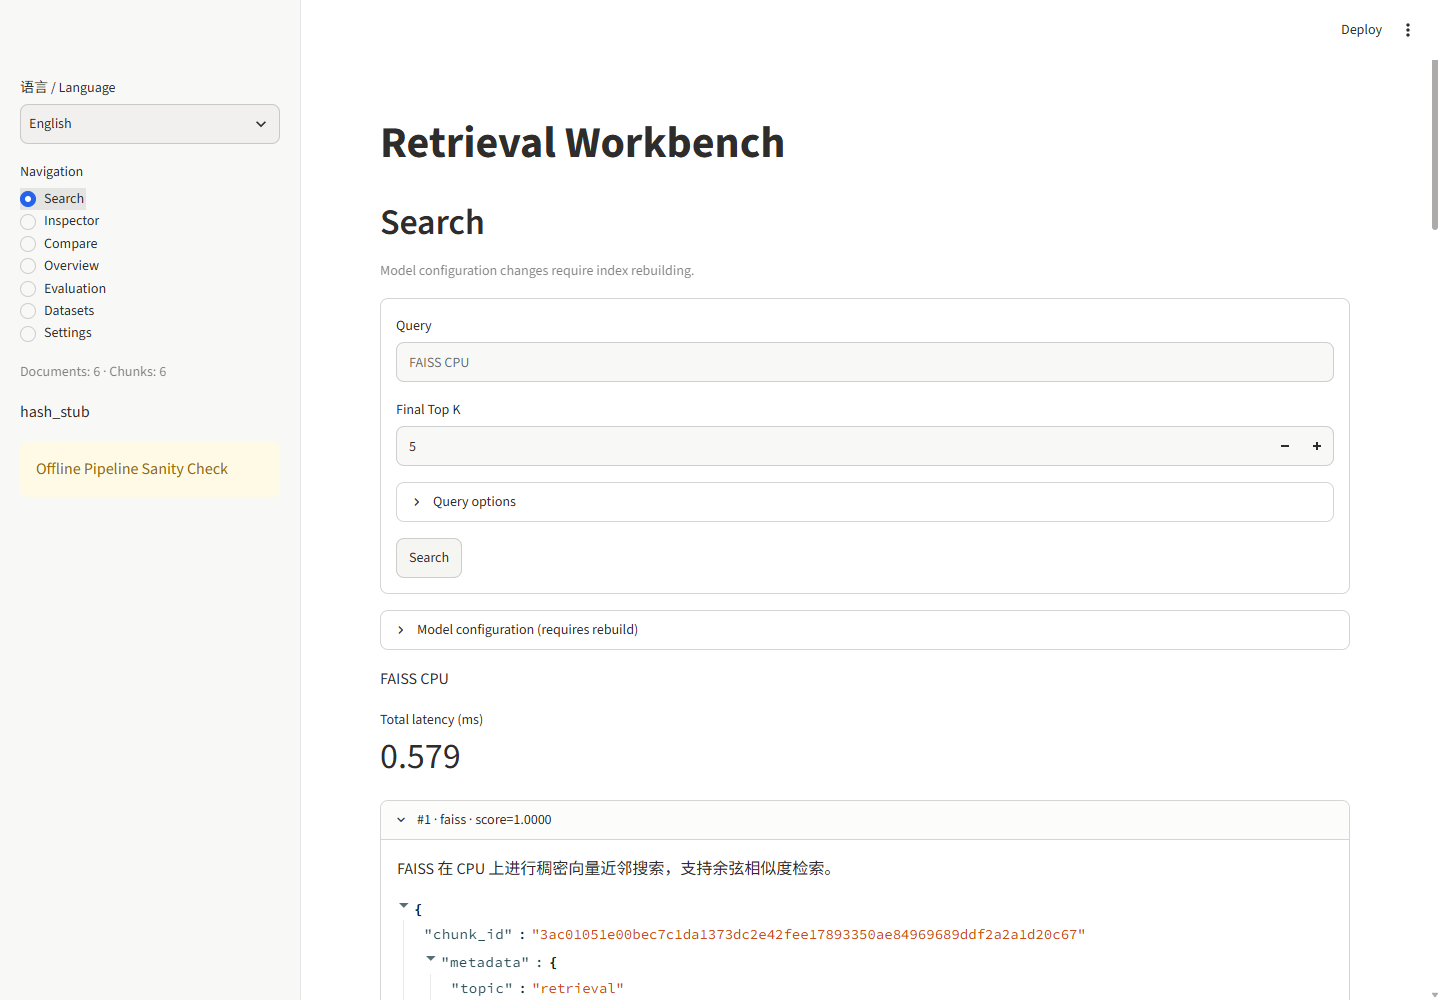 Deploy
语言 / Language
English
Navigation
Search
Inspector
Compare
Overview
Evaluation
Datasets
Settings
Documents: 6 · Chunks: 6
hash_stub
Offline Pipeline Sanity Check
Retrieval Workbench
Search
Model configuration changes require index rebuilding.
Query
FAISS CPU
Final Top K
5
Query options
Search
Model configuration (requires rebuild)
FAISS CPU
Total latency (ms)
0.579
#1 · faiss · score=1.0000
FAISS 在 CPU 上进行稠密向量近邻搜索，支持余弦相似度检索。
{
"chunk_id" : "3ac01051e00bec7c1da1373dc2e42fee17893350ae84969689ddf2a2a1d20c67"
"metadata" : {
"topic" : "retrieval"